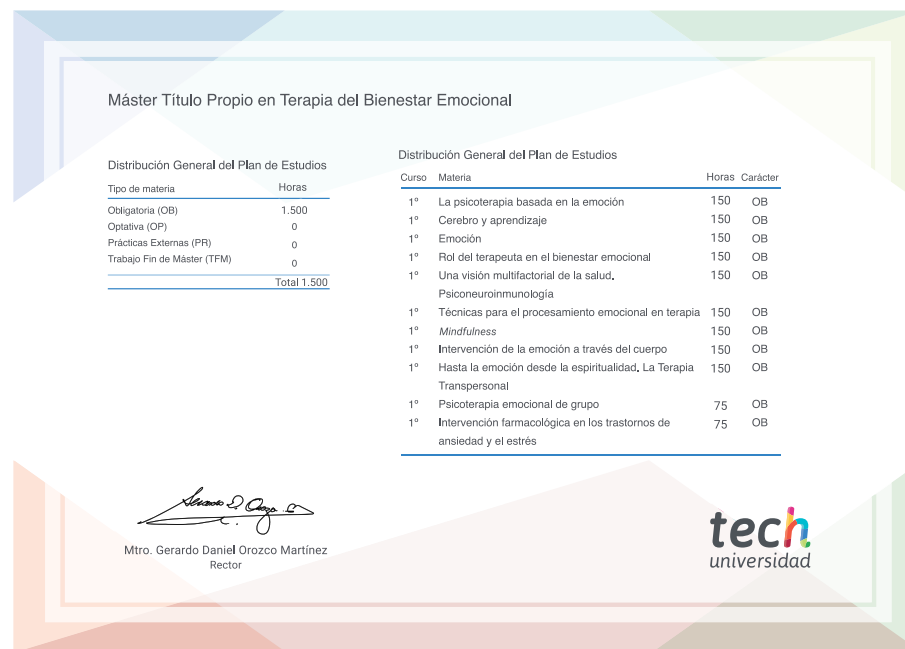 Máster Título Propio en Terapia del Bienestar Emocional
Distribución General del Plan de Estudios
Tipo de materia Horas
Obligatoria (OB) 1.500
Optativa (OP) 0
Prácticas Externas (PR) 0
Trabajo Fin de Máster (TFM) 0
Total 1.500
Distribución General del Plan de Estudios
Curso Materia Horas Carácter
1º La psicoterapia basada en la emoción 150 OB
1º Cerebro y aprendizaje 150 OB
1º Emoción 150 OB
1º Rol del terapeuta en el bienestar emocional 150 OB
1º Una visión multifactorial de la salud. 150 OB
Psiconeuroinmunología
1º Técnicas para el procesamiento emocional en terapia 150 OB
1º Mindfulness 150 OB
1º Intervención de la emoción a través del cuerpo 150 OB
1º Hasta la emoción desde la espiritualidad. La Terapia 150 OB
Transpersonal
1º Psicoterapia emocional de grupo 75 OB
1º Intervención farmacológica en los trastornos de 75 OB
ansiedad y el estrés
Mtro. Gerardo Daniel Orozco Martínez
Rector
tech
universidad